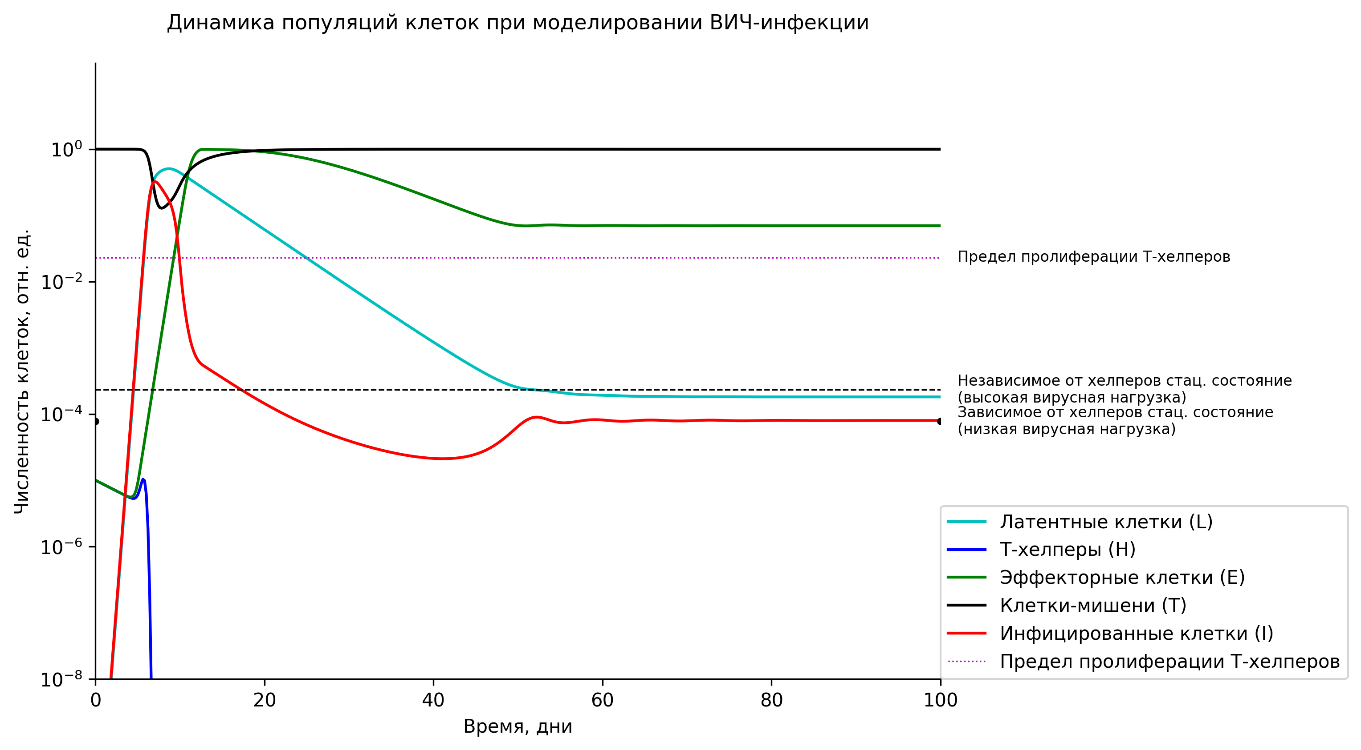 Динамика популяций клеток при моделировании ВИЧ-инфекции
Численность клеток, отн. ед.
10⁰
10⁻²
10⁻⁴
10⁻⁶
10⁻⁸
0
20
40
60
80
100
Время, дни
Предел пролиферации Т-хелперов
Независимое от хелперов стац. состояние
(высокая вирусная нагрузка)
Зависимое от хелперов стац. состояние
(низкая вирусная нагрузка)
Латентные клетки (L)
Т-хелперы (H)
Эффекторные клетки (E)
Клетки-мишени (T)
Инфицированные клетки (I)
Предел пролиферации Т-хелперов